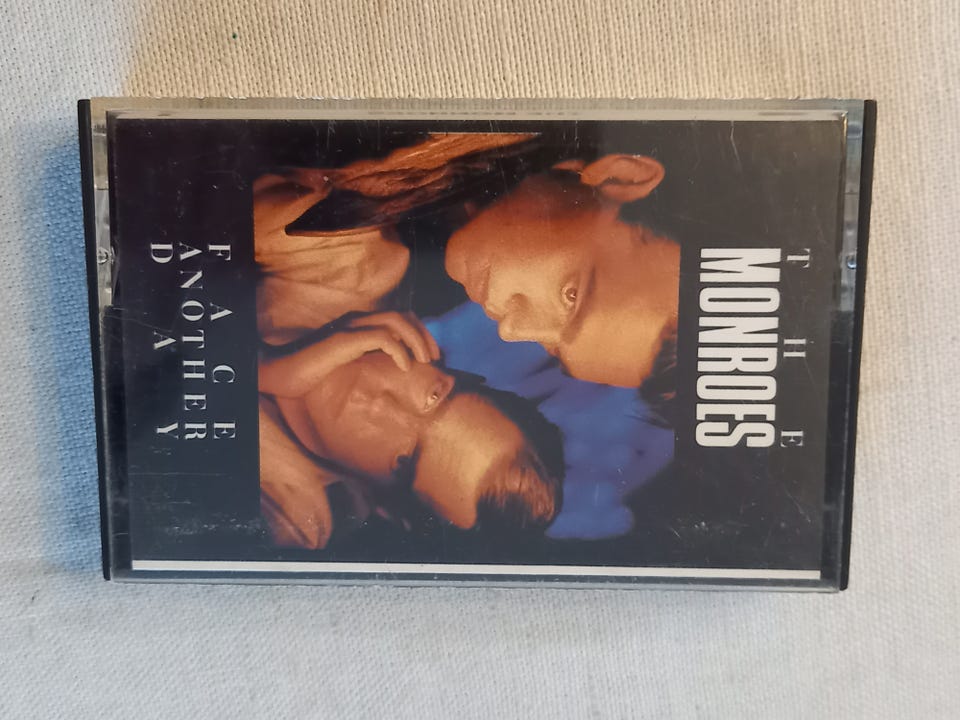 THE
MONROES
FACE
ANOTHER
DAY